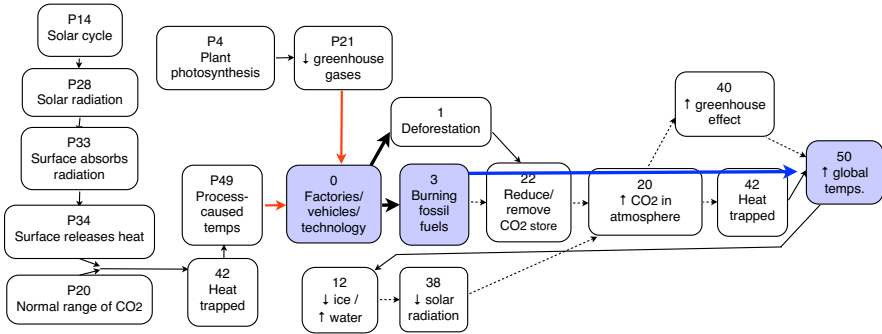 P14
Solar cycle
P28
Solar radiation
P33
Surface absorbs
radiation
P34
Surface releases heat
P20
Normal range of CO2
42
Heat
trapped
P49
Process-
caused
temps
P4
Plant
photosynthesis
P21
↓ greenhouse
gases
0
Factories/
vehicles/
technology
1
Deforestation
3
Burning
fossil
fuels
22
Reduce/
remove
CO2 store
20
↑ CO2 in
atmosphere
40
↑ greenhouse
effect
42
Heat
trapped
50
↑ global
temps.
12
↓ ice /
↑ water
38
↓ solar
radiation